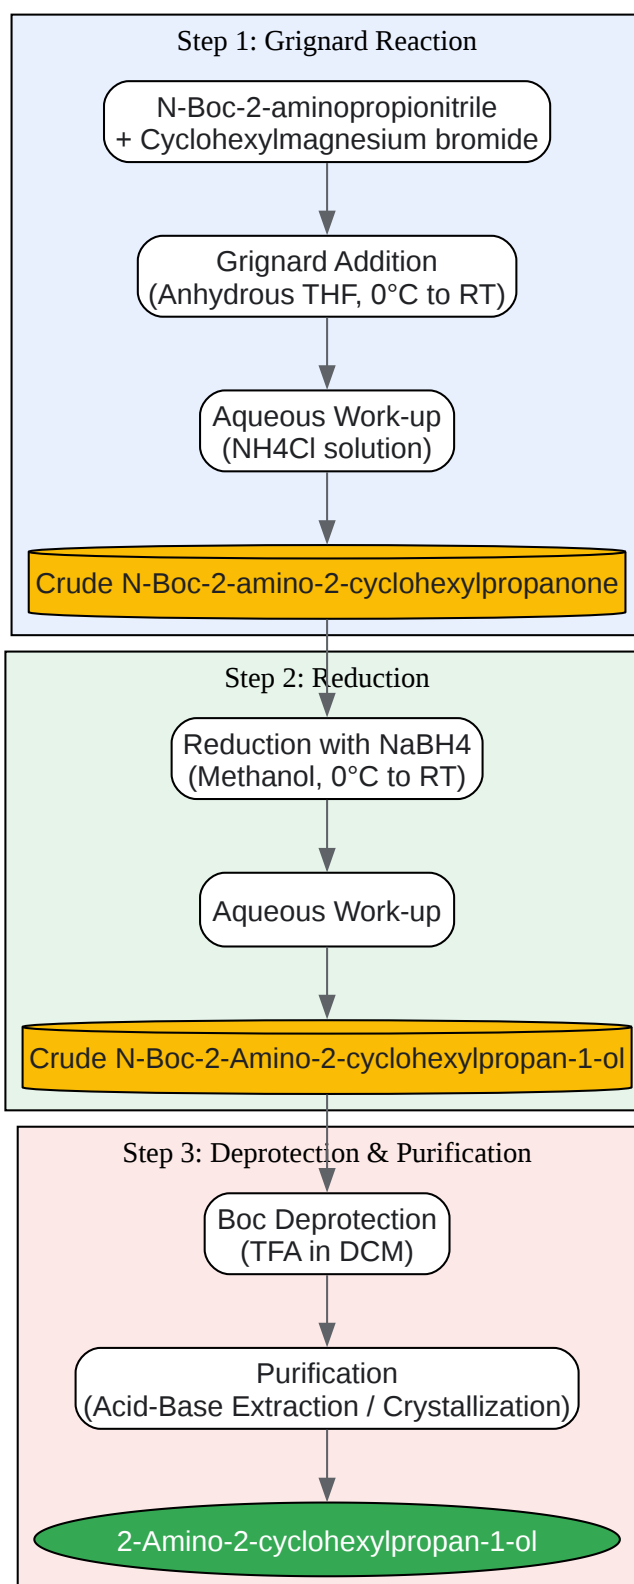 Step 1: Grignard Reaction
N-Boc-2-aminopropionitrile
+ Cyclohexylmagnesium bromide
Grignard Addition
(Anhydrous THF, 0°C to RT)
Aqueous Work-up
(NH4Cl solution)
Crude N-Boc-2-amino-2-cyclohexylpropanone
Step 2: Reduction
Reduction with NaBH4
(Methanol, 0°C to RT)
Aqueous Work-up
Crude N-Boc-2-Amino-2-cyclohexylpropan-1-ol
Step 3: Deprotection & Purification
Boc Deprotection
(TFA in DCM)
Purification
(Acid-Base Extraction / Crystallization)
2-Amino-2-cyclohexylpropan-1-ol